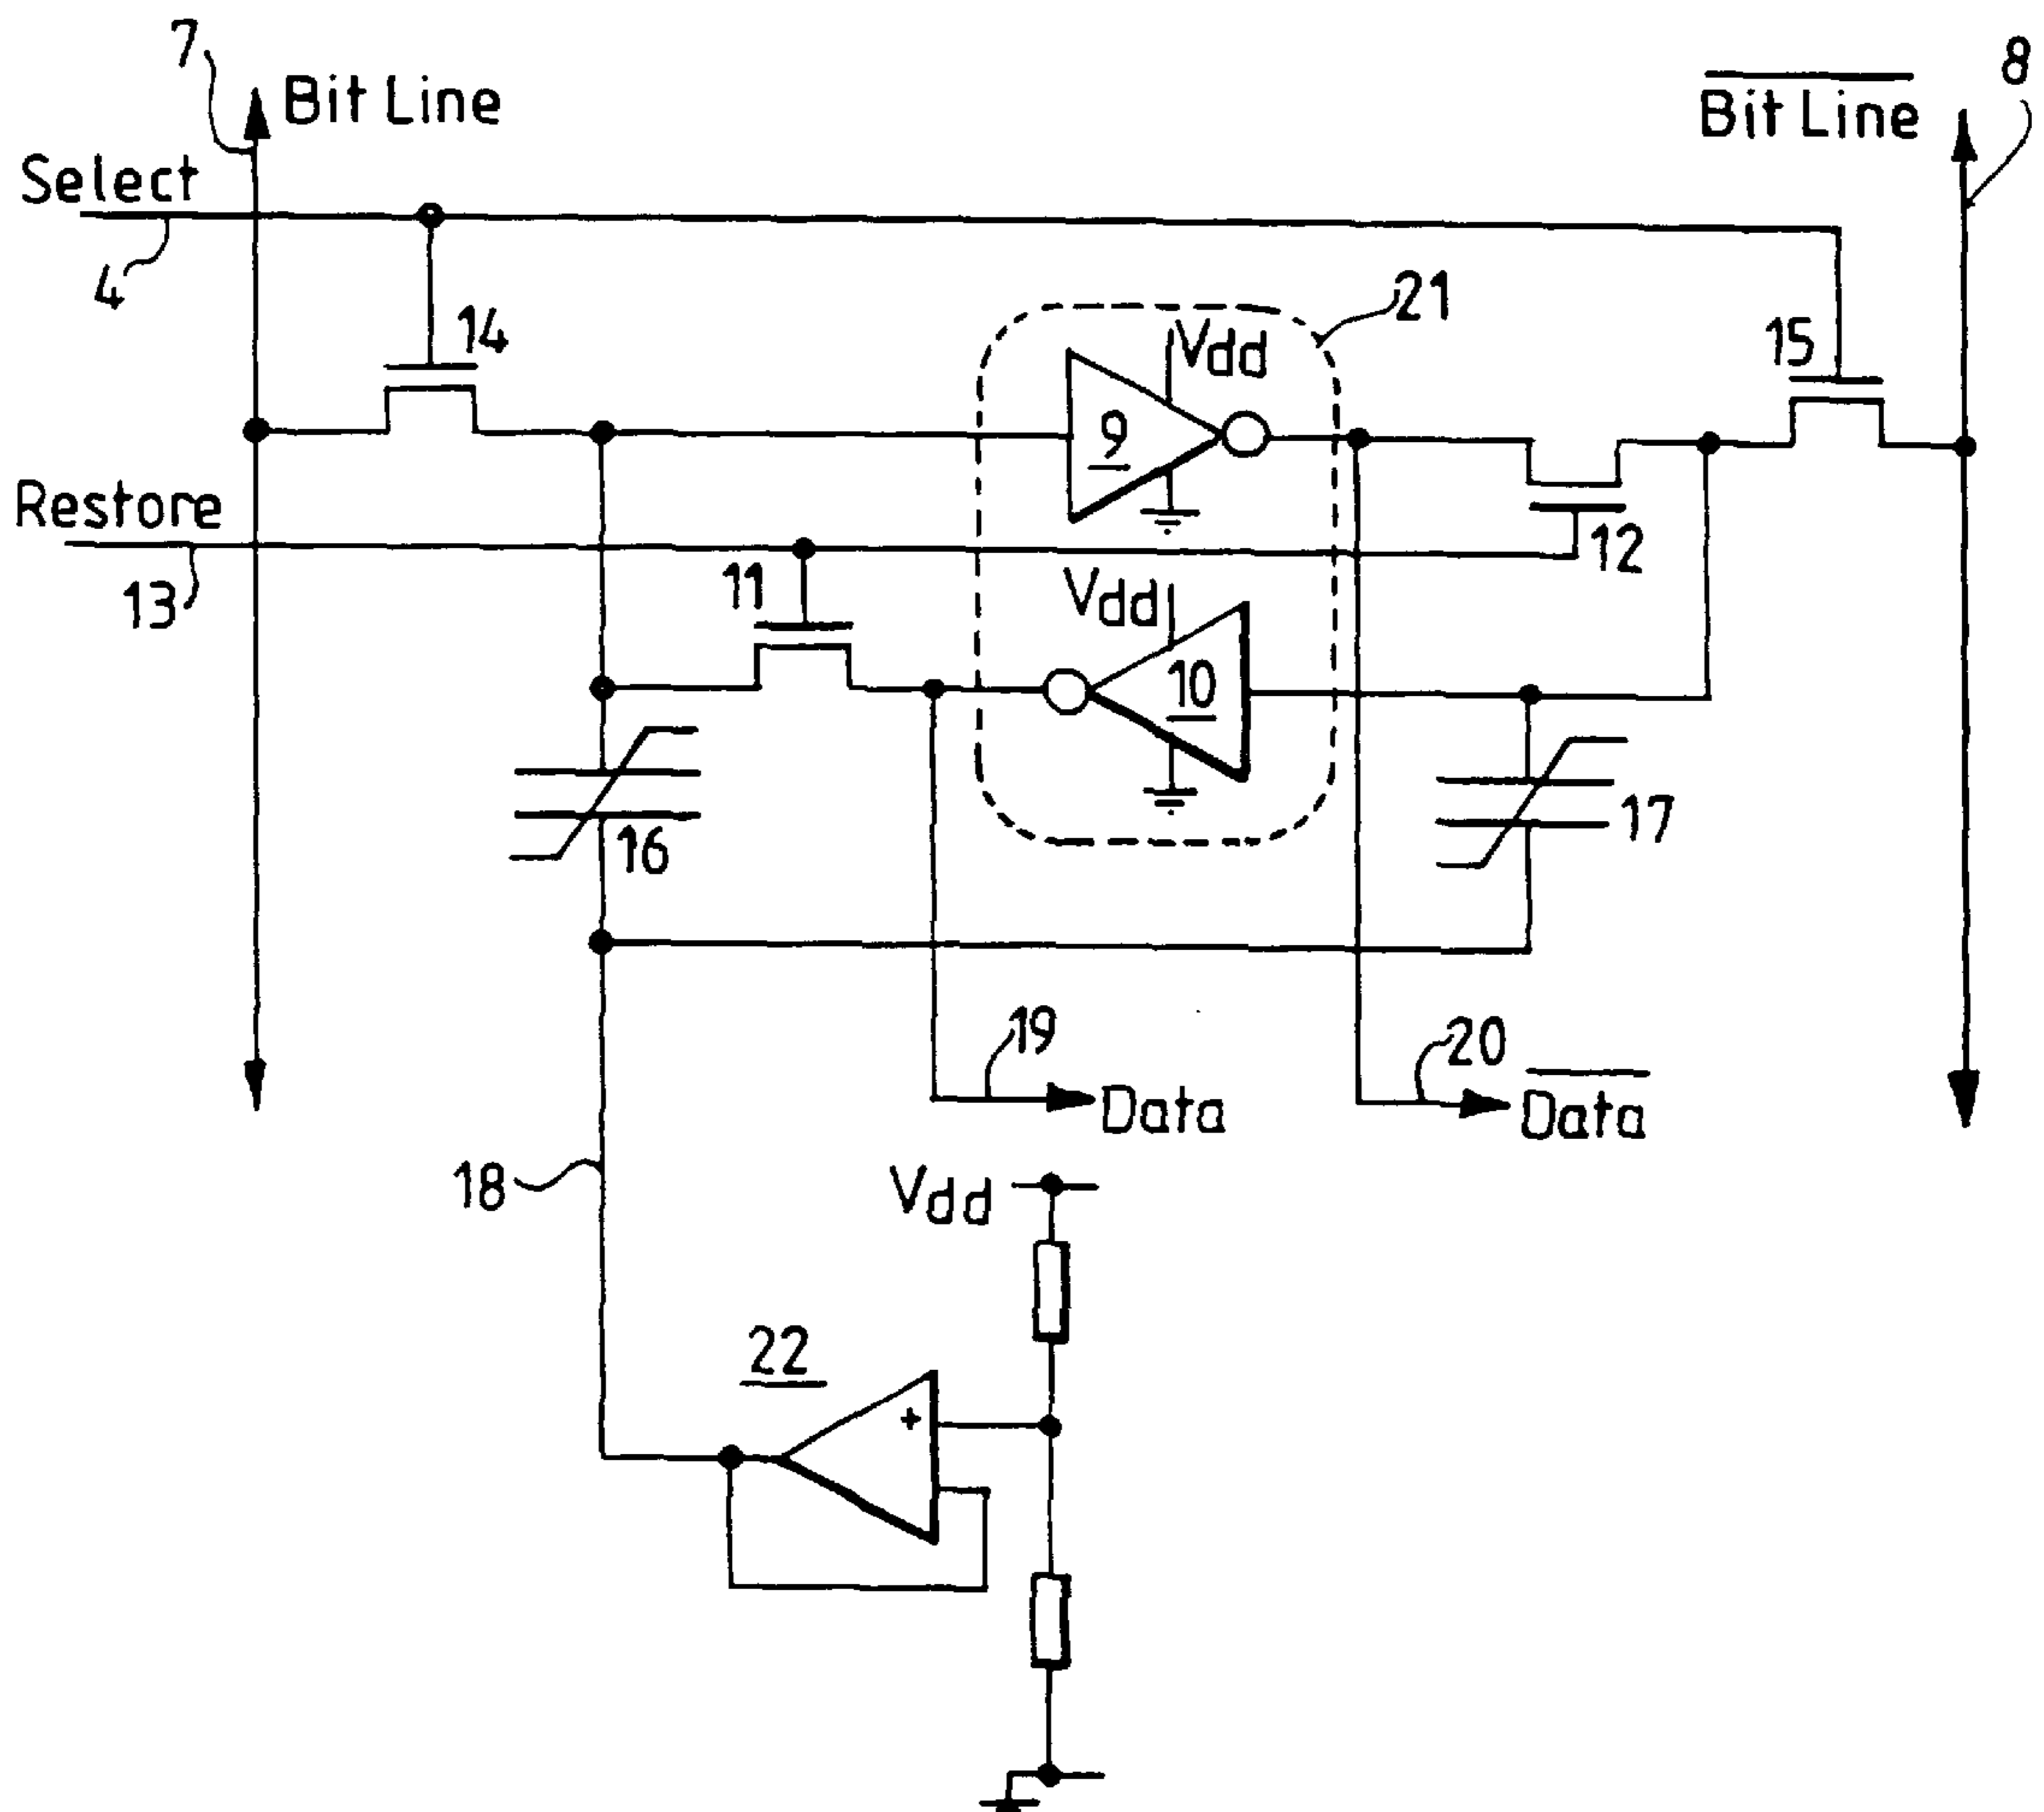 7
8
Bit Line
Bit Line
Select
4
14
21
15
Vdd
9
Restore
13
11
12
Vdd
10
16
17
19
20
Data
Data
18
Vdd
22
+